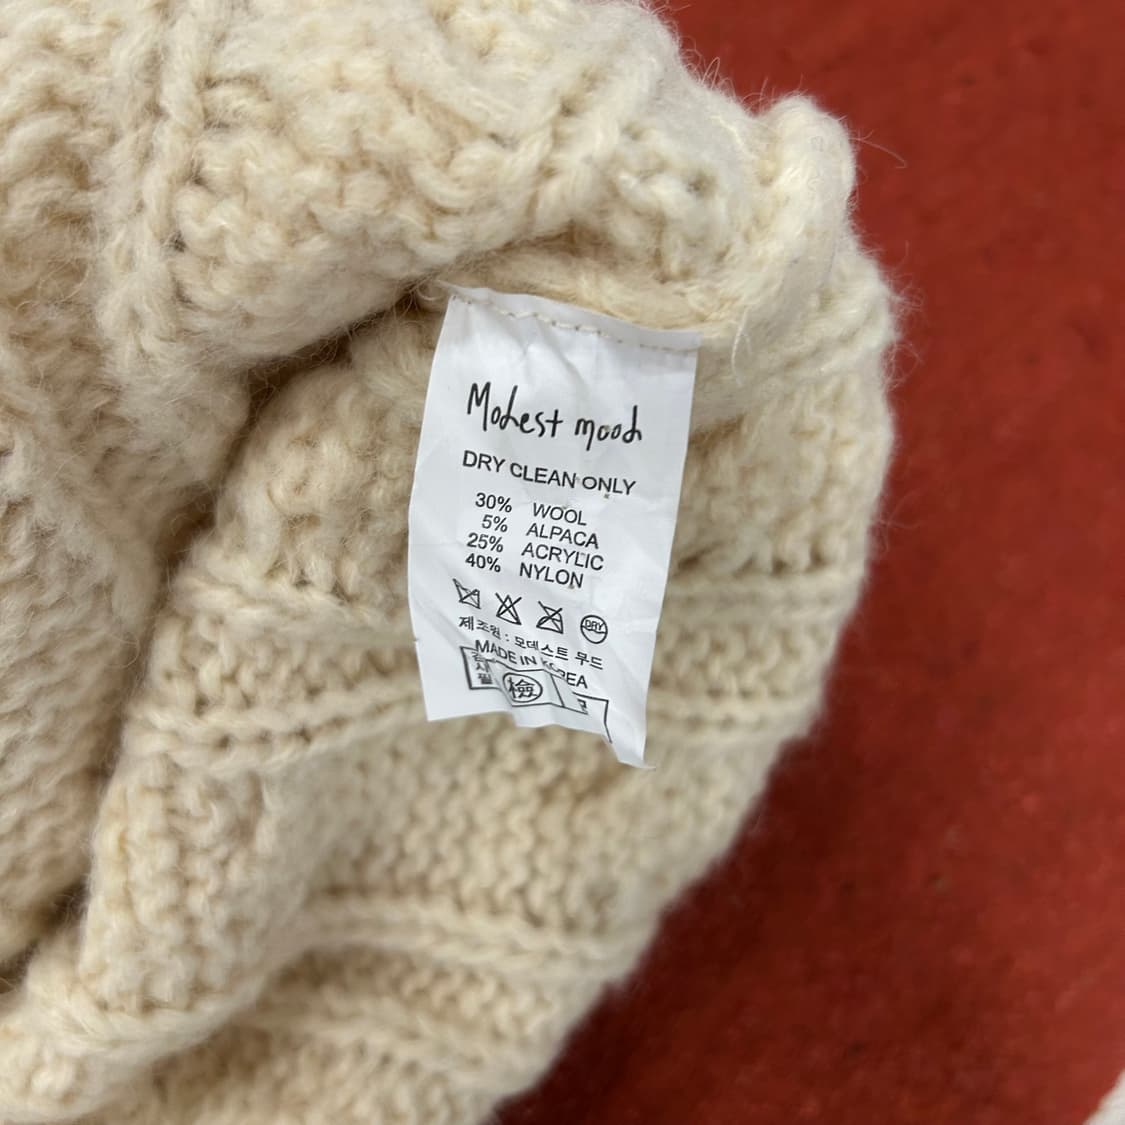 Modest mood
DRY CLEAN ONLY
30% WOOL
5% ALPACA
25% ACRYLIC
40% NYLON
DRY
제조원 : 모데스트 무드
MADE IN KOREA
檢
필